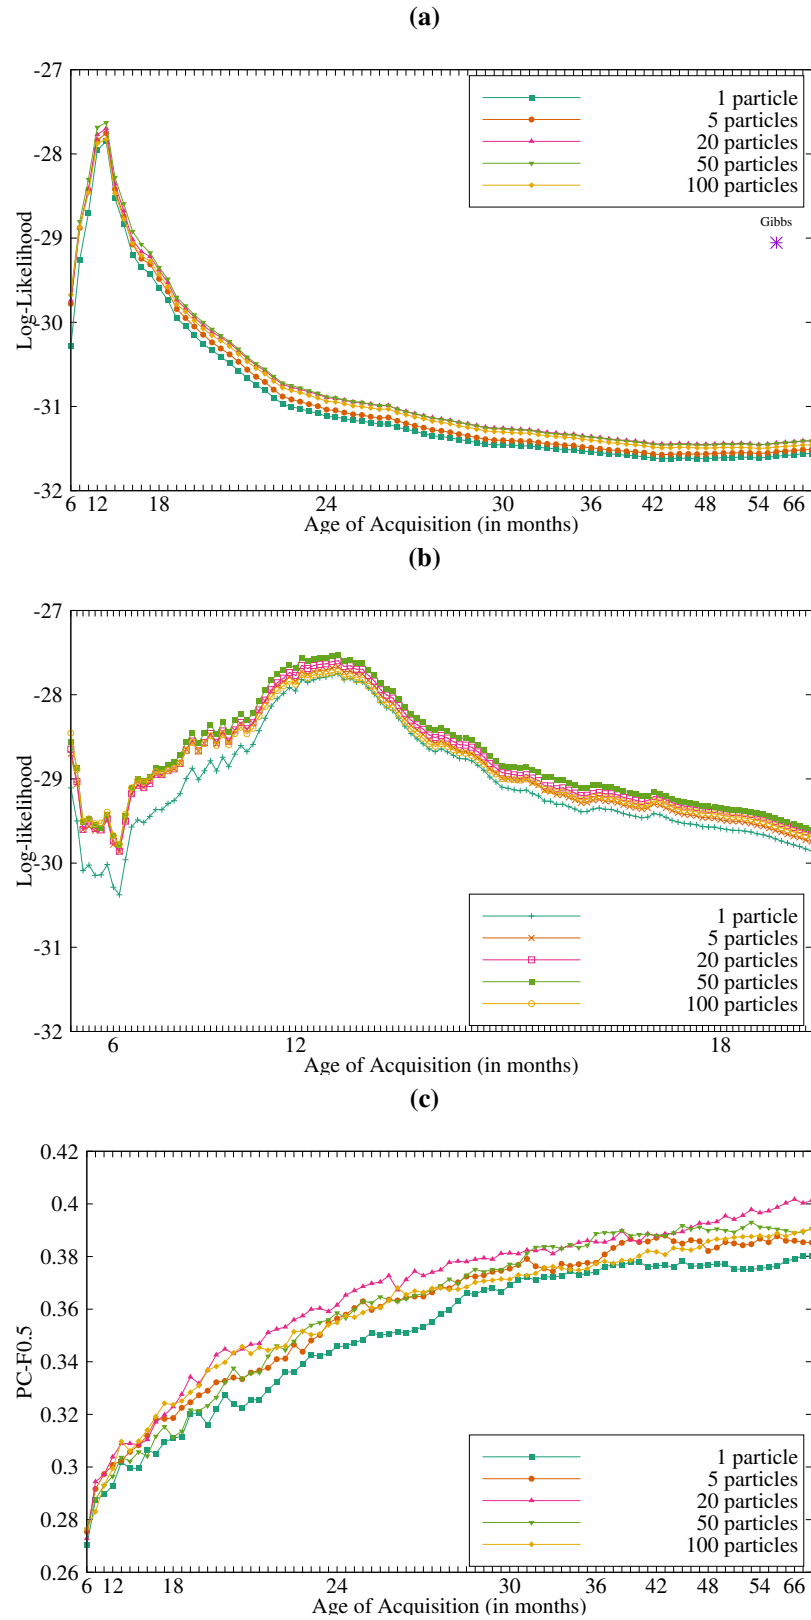 (a)
-27
-28
-29
-30
-31
-32
Log-Likelihood
1 particle
5 particles
20 particles
50 particles
100 particles
Gibbs
6 12 18 24 30 36 42 48 54 66
Age of Acquisition (in months)
(b)
-27
-28
-29
-30
-31
-32
Log-likelihood
1 particle
5 particles
20 particles
50 particles
100 particles
6 12 18
Age of Acquisition (in months)
(c)
0.42
0.4
0.38
0.36
0.34
0.32
0.3
0.28
0.26
PC-F0.5
1 particle
5 particles
20 particles
50 particles
100 particles
6 12 18 24 30 36 42 48 54 66
Age of Acquisition (in months)